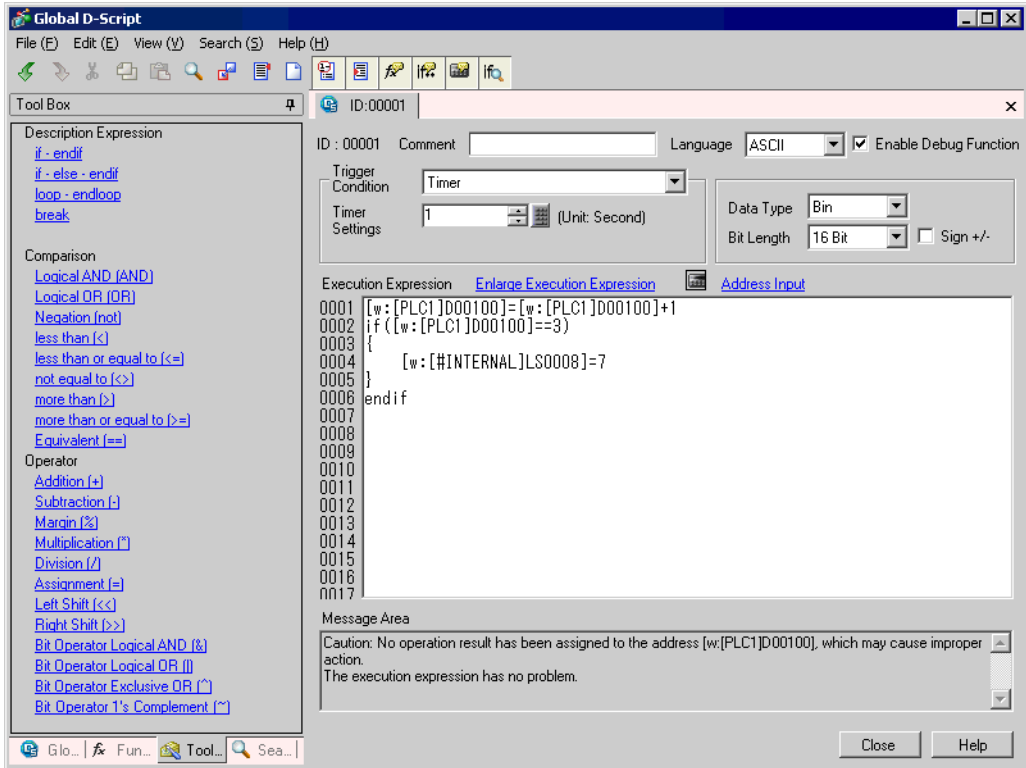 Global D-Script
File (F) Edit (E) View (V) Search (S) Help (H)
Tool Box
ID:00001
Description Expression
if - endif
if - else - endif
loop - endloop
break
Comparison
Logical AND (AND)
Logical OR (OR)
Negation (not)
less than (<)
less than or equal to (<=)
not equal to (<>)
more than (>)
more than or equal to (>=)
Equivalent (==)
Operator
Addition (+)
Subtraction (-)
Margin (%)
Multiplication (*)
Division (/)
Assignment (=)
Left Shift (<<)
Right Shift (>>)
Bit Operator Logical AND (&)
Bit Operator Logical OR (|)
Bit Operator Exclusive OR (^)
Bit Operator 1's Complement (~)
Glo... fx Fun... Tool... Sea...
ID : 00001 Comment Language ASCII Enable Debug Function
Trigger
Condition Timer
Timer
Settings 1 (Unit: Second)
Data Type Bin
Bit Length 16 Bit Sign +/-
Execution Expression Enlarge Execution Expression Address Input
0001 [w:[PLC1]D00100]=[w:[PLC1]D00100]+1
0002 if([w:[PLC1]D00100]==3)
0003 {
0004 [w:[#INTERNAL]LS0008]=7
0005 }
0006 endif
0007
0008
0009
0010
0011
0012
0013
0014
0015
0016
0017
Message Area
Caution: No operation result has been assigned to the address [w:[PLC1]D00100], which may cause improper
action.
The execution expression has no problem.
Close Help